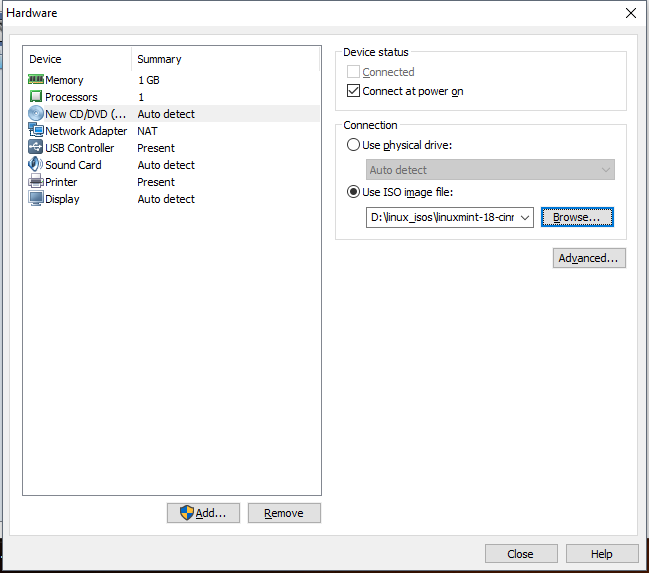 Hardware
Device Summary
Memory 1 GB
Processors 1
New CD/DVD (... Auto detect
Network Adapter NAT
USB Controller Present
Sound Card Auto detect
Printer Present
Display Auto detect
Add... Remove
Device status
Connected
Connect at power on
Connection
Use physical drive:
Auto detect
Use ISO image file:
D:\linux_isos\linuxmint-18-cinn Browse...
Advanced...
Close Help